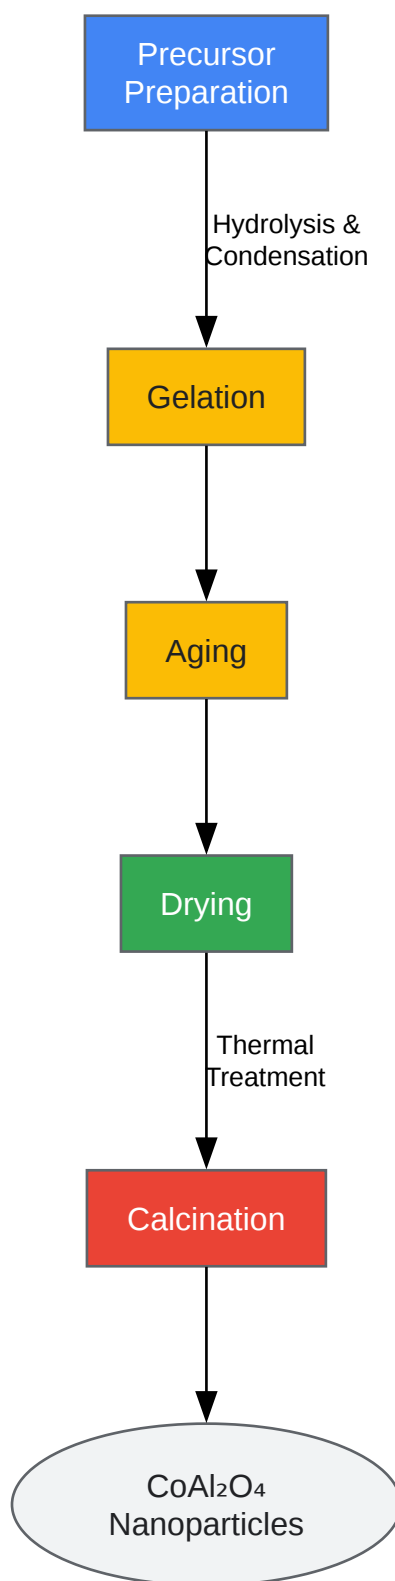 Precursor
Preparation
Hydrolysis &
Condensation
Gelation
Aging
Drying
Thermal
Treatment
Calcination
CoAl₂O₄
Nanoparticles